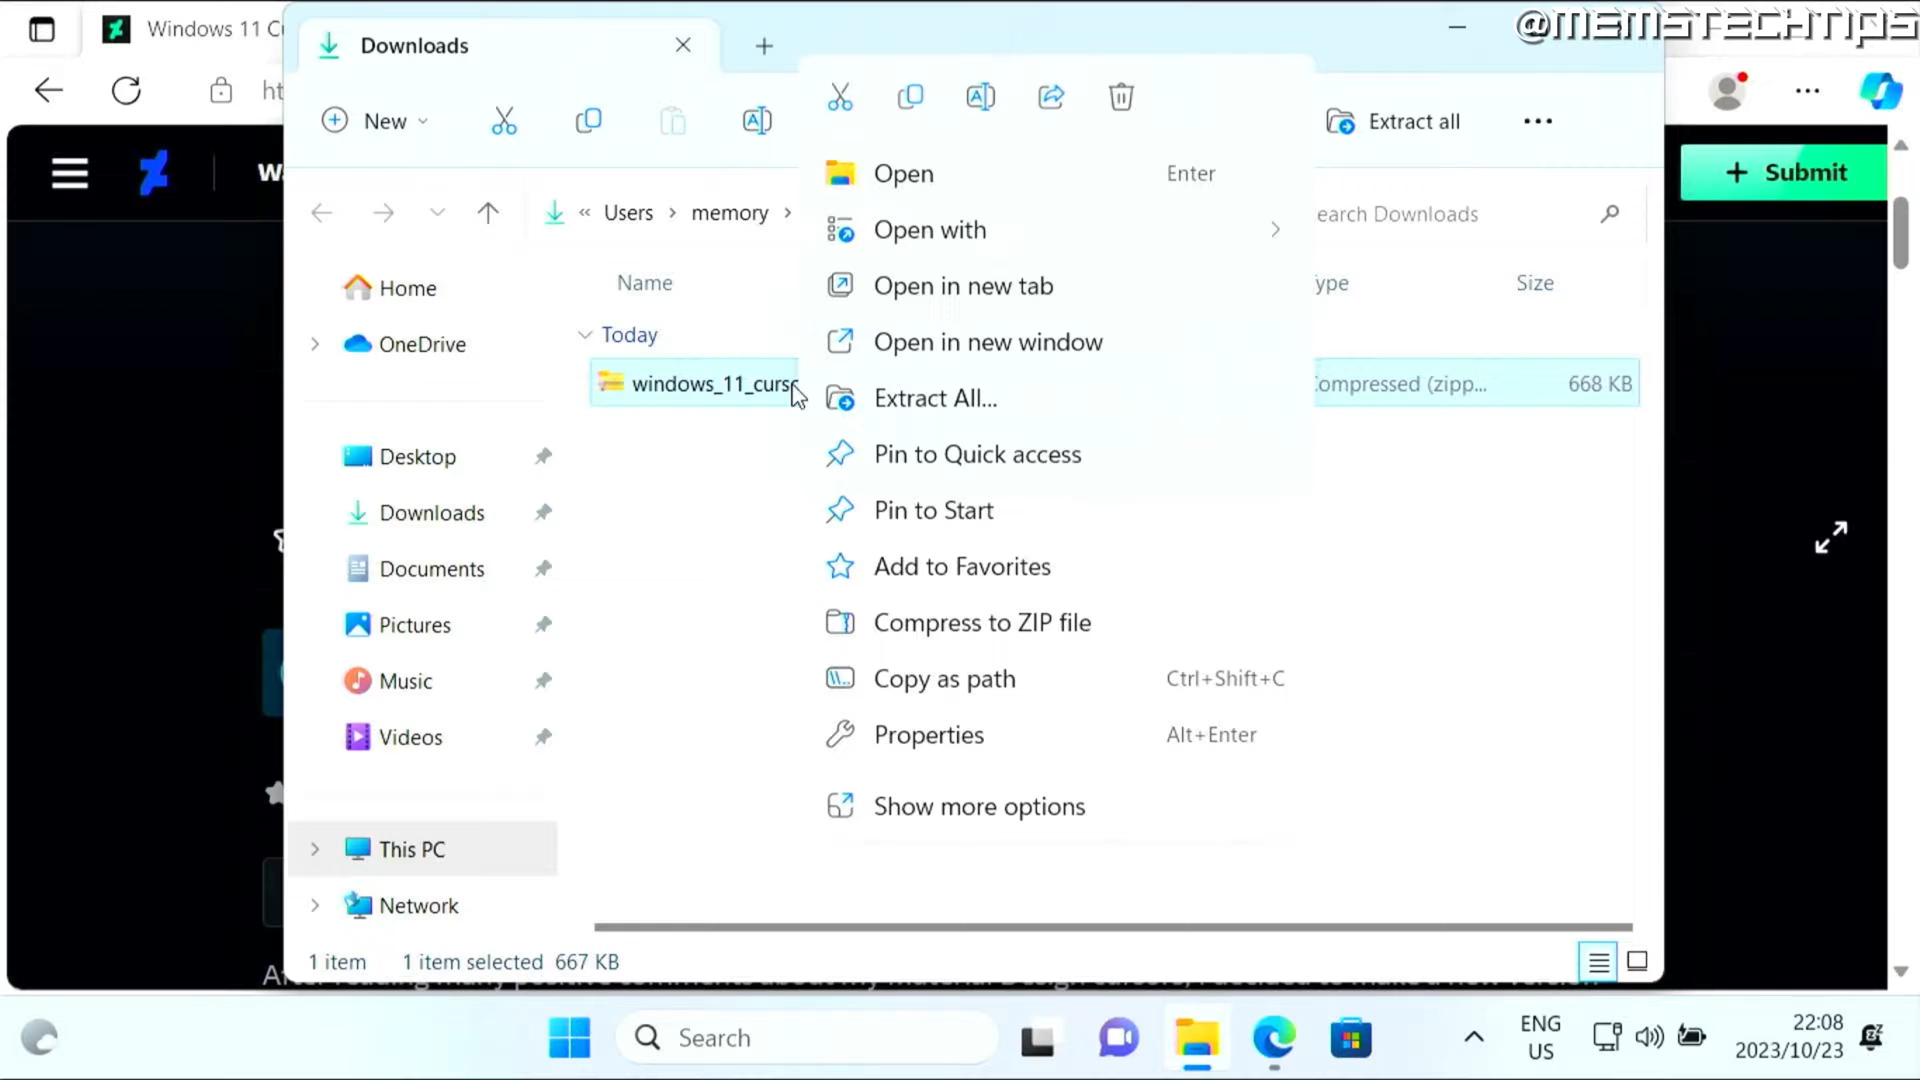 Windows 11 Cu
Downloads
@MEMSTECHTIPS
New
Extract all
Open Enter
Submit
Users > memory >
earch Downloads
Open with
Name
Open in new tab
ype
Size
Home
Today
Open in new window
OneDrive
windows_11_curs
Extract All...
ompressed (zipp...
668 KB
Desktop
Pin to Quick access
Downloads
Pin to Start
Documents
Add to Favorites
Pictures
Compress to ZIP file
Music
Copy as path Ctrl+Shift+C
Videos
Properties Alt+Enter
Show more options
This PC
Network
1 item 1 item selected 667 KB
Search
ENG
US
22:08
2023/10/23